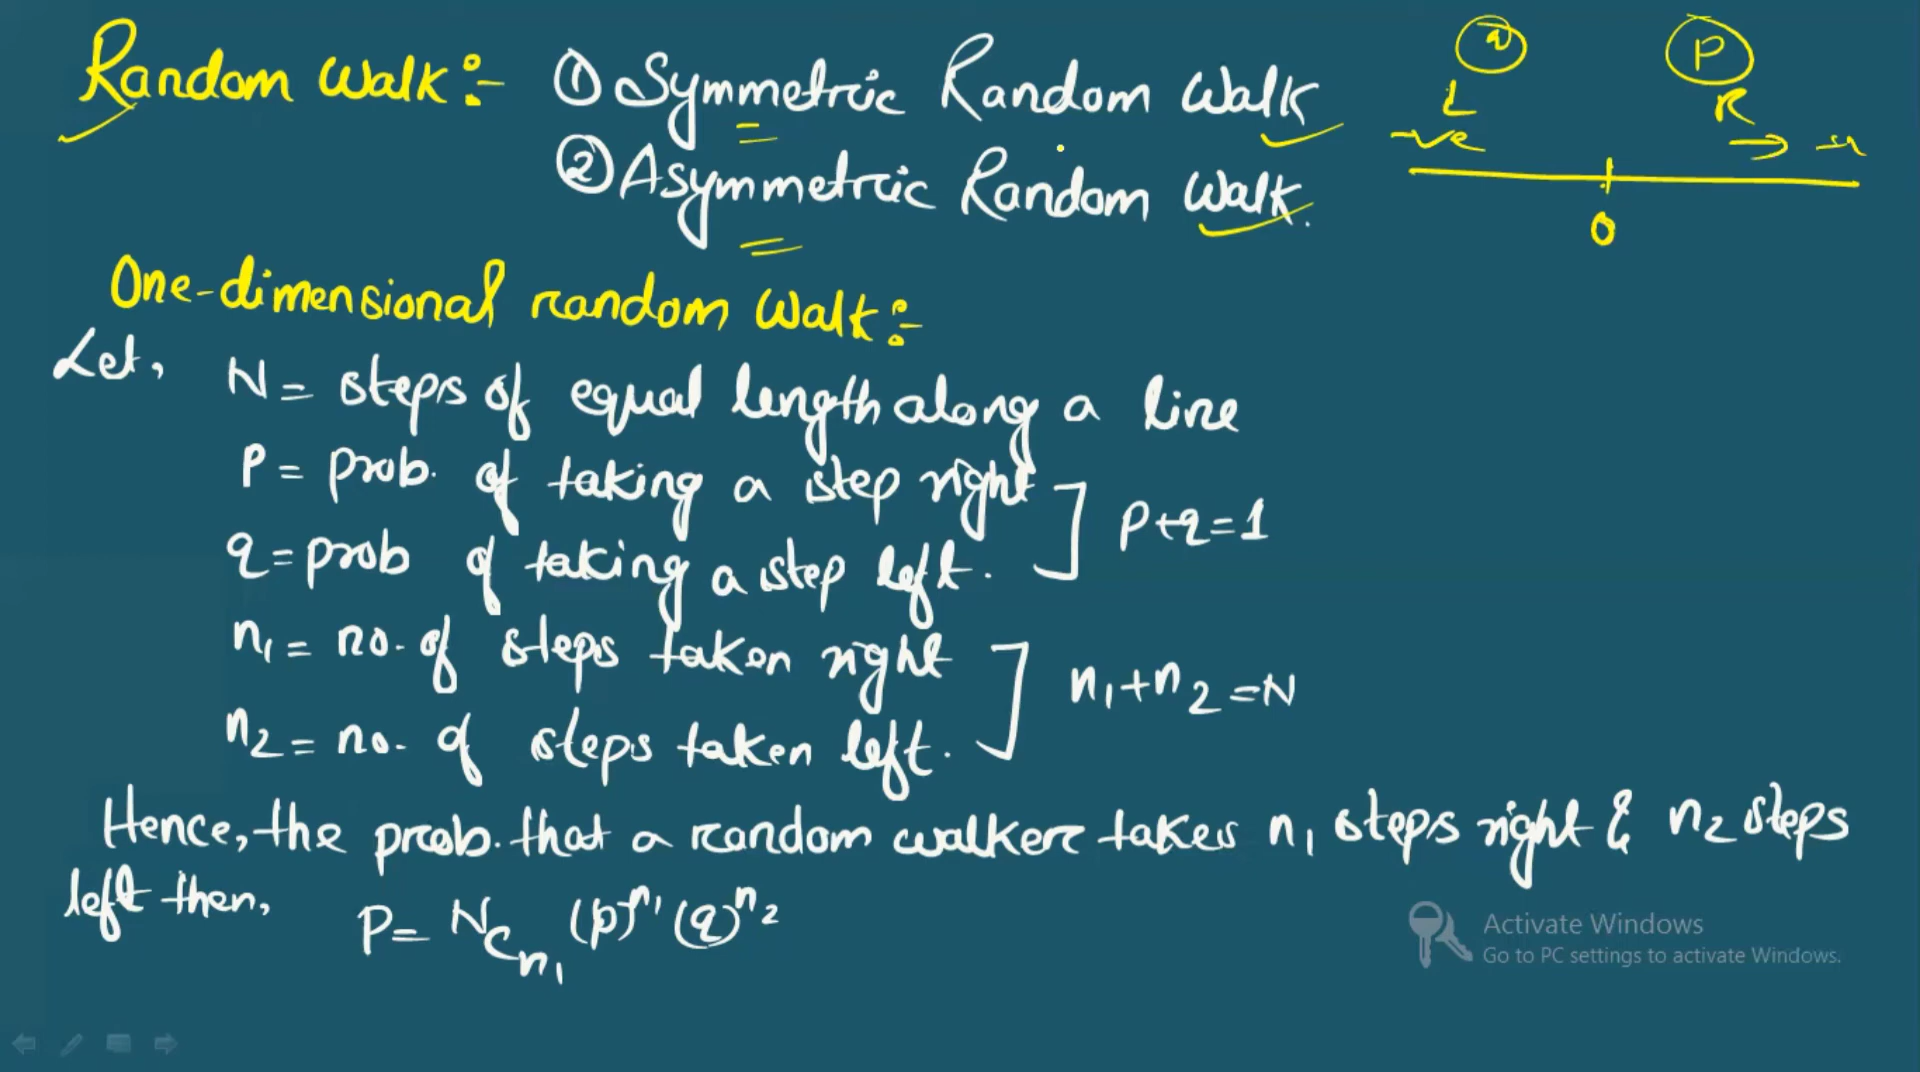 Random Walk:- ① Symmetric Random Walk
② Asymmetric Random Walk.
q P
L R
-ve → x
0
One-dimensional random walk:-
Let, N = steps of equal length along a line
P = prob. of taking a step right
q = prob of taking a step left. ] P+q=1
n₁ = no. of steps taken right
n₂ = no. of steps taken left. ] n₁+n₂=N
Hence, the prob. that a random walker takes n₁ steps right & n₂ steps
left then, P = N C n₁ (p)^n₁ (q)^n₂
Activate Windows
Go to PC settings to activate Windows.